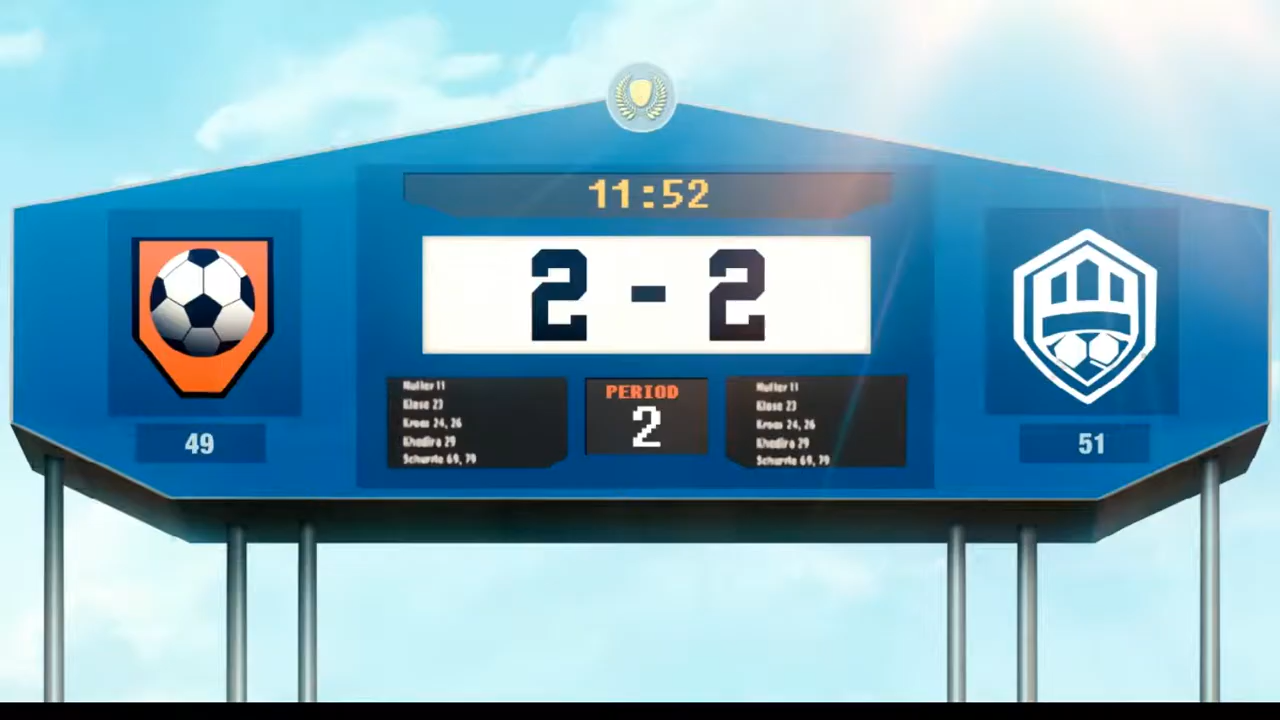 11:52
2 - 2
Muller 11
Klose 23
Kroos 24, 26
Khedira 29
Schurrle 69, 79
PERIOD
2
Muller 11
Klose 23
Kroos 24, 26
Khedira 29
Schurrle 69, 79
49
51